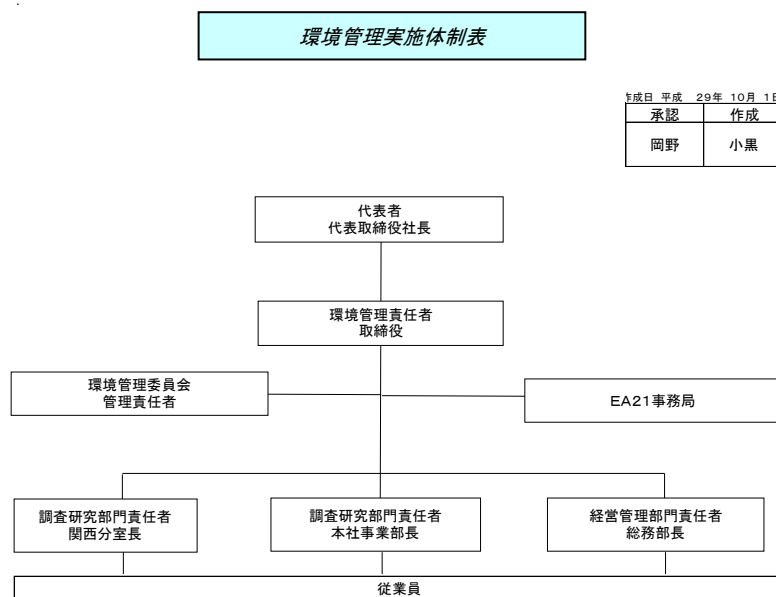 環境管理実施体制表
作成日 平成 29年 10月 1日
承認 作成
岡野 小黒
代表者
代表取締役社長
環境管理責任者
取締役
環境管理委員会
管理責任者
EA21事務局
調査研究部門責任者
関西分室長
調査研究部門責任者
本社事業部長
経営管理部門責任者
総務部長
従業員